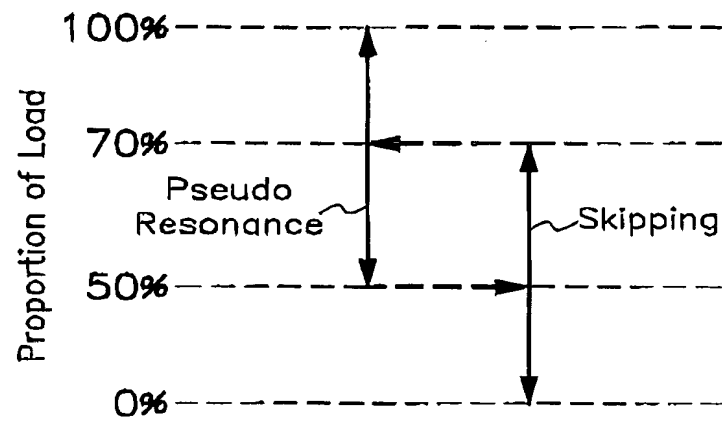 100%
Proportion of Load
70%
Pseudo
Resonance
Skipping
50%
0%